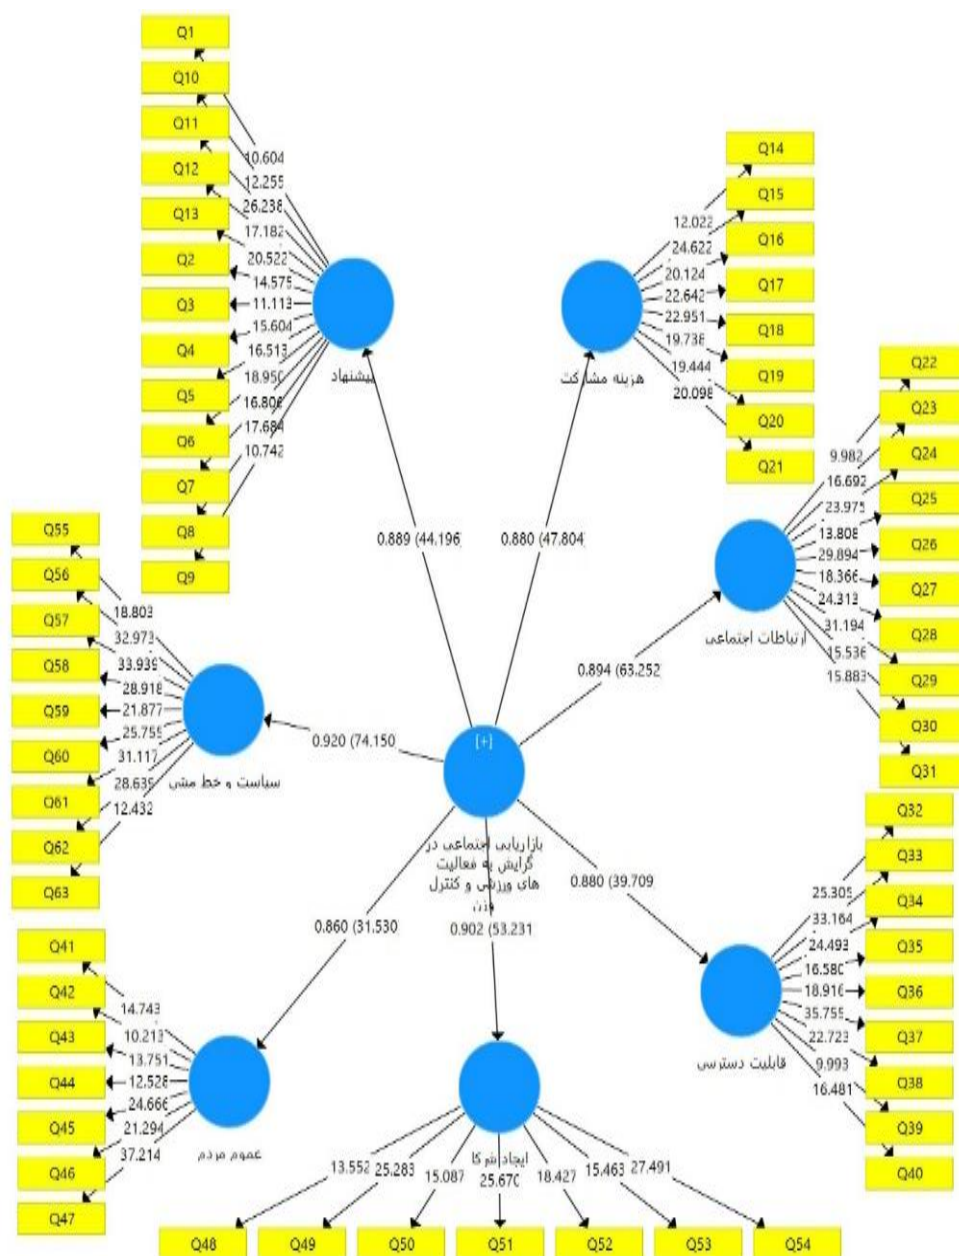 Q1
Q10
Q11
Q12
Q13
Q2
Q3
Q4
Q5
Q6
Q7
Q8
Q9
10.604
12.255
26.238
17.182
20.522
14.575
11.113
15.604
16.513
18.950
16.806
17.684
10.742
پیشنهاد
Q14
Q15
Q16
Q17
Q18
Q19
Q20
Q21
12.022
24.622
20.124
22.642
22.951
19.738
19.444
20.098
هزینه مشارکت
0.889 (44.196)
0.880 (47.804)
Q22
Q23
Q24
Q25
Q26
Q27
Q28
Q29
Q30
Q31
9.982
16.692
23.975
13.808
29.894
18.366
24.313
31.194
15.536
15.883
ارتباطات اجتماعی
0.894 (63.252
Q55
Q56
Q57
Q58
Q59
Q60
Q61
Q62
Q63
18.803
32.973
33.939
28.918
21.877
25.755
31.117
28.639
12.432
سیاست و خط مشی
0.920 (74.150
[+]
بازاریابی اجتماعی در
گرایش به فعالیت
های ورزشی و کنترل
وزن
0.860 (31.530
0.902 (53.231
0.880 (39.709
Q32
Q33
Q34
Q35
Q36
Q37
Q38
Q39
Q40
25.305
33.164
24.493
16.580
18.916
35.755
22.723
9.993
16.481
قابلیت دسترسی
Q41
Q42
Q43
Q44
Q45
Q46
Q47
14.743
10.213
13.751
12.528
24.666
21.294
37.214
عموم مردم
ایجاد شرکا
13.552
25.283
15.087
25.670
18.427
15.463
27.491
Q48
Q49
Q50
Q51
Q52
Q53
Q54